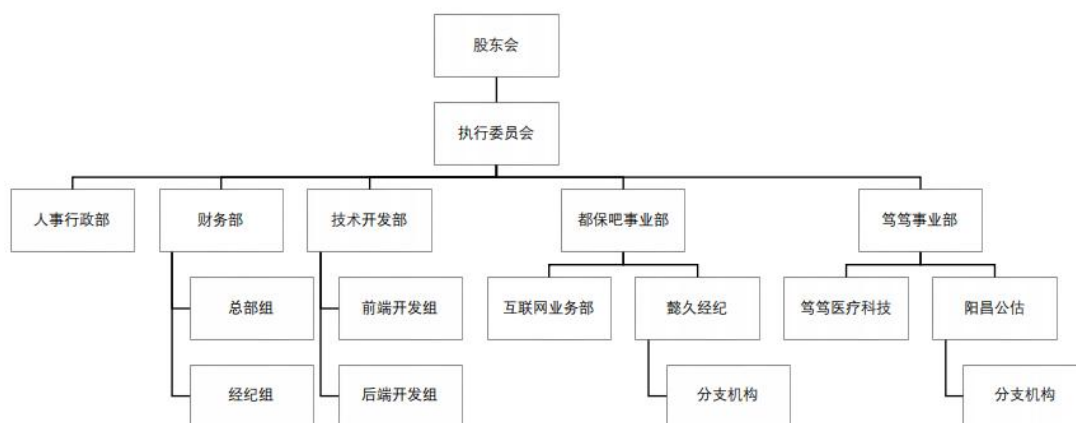 股东会
执行委员会
人事行政部
财务部
技术开发部
都保吧事业部
笃笃事业部
总部组
前端开发组
互联网业务部
懿久经纪
笃笃医疗科技
阳昌公估
经纪组
后端开发组
分支机构
分支机构